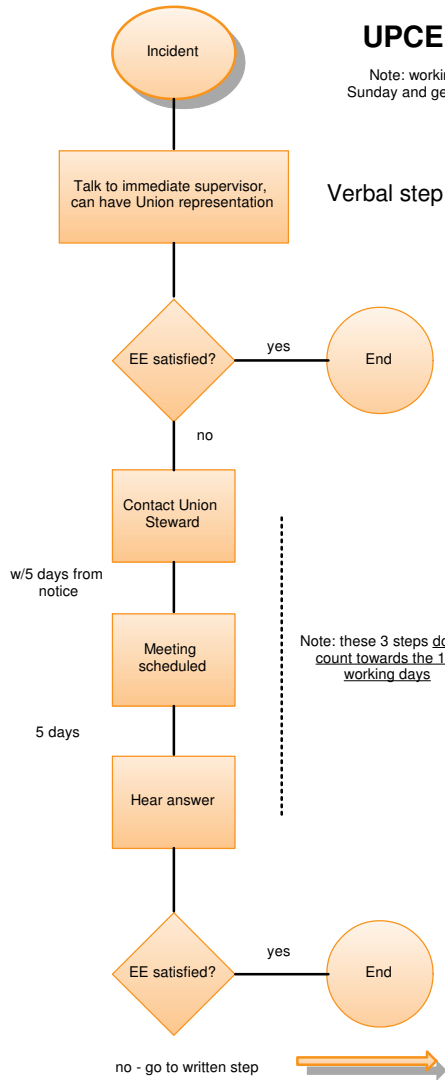 Incident
UPCE
Note:
Sunday and
Talk to immediate supervisor,
can have Union representation
Verbal step
EE satisfied?
yes
End
no
Contact Union
Steward
w/5 days from
notice
Meeting
scheduled
Note: these 3 steps
count towards the
working days
5 days
Hear answer
EE satisfied?
yes
End
no - go to written step